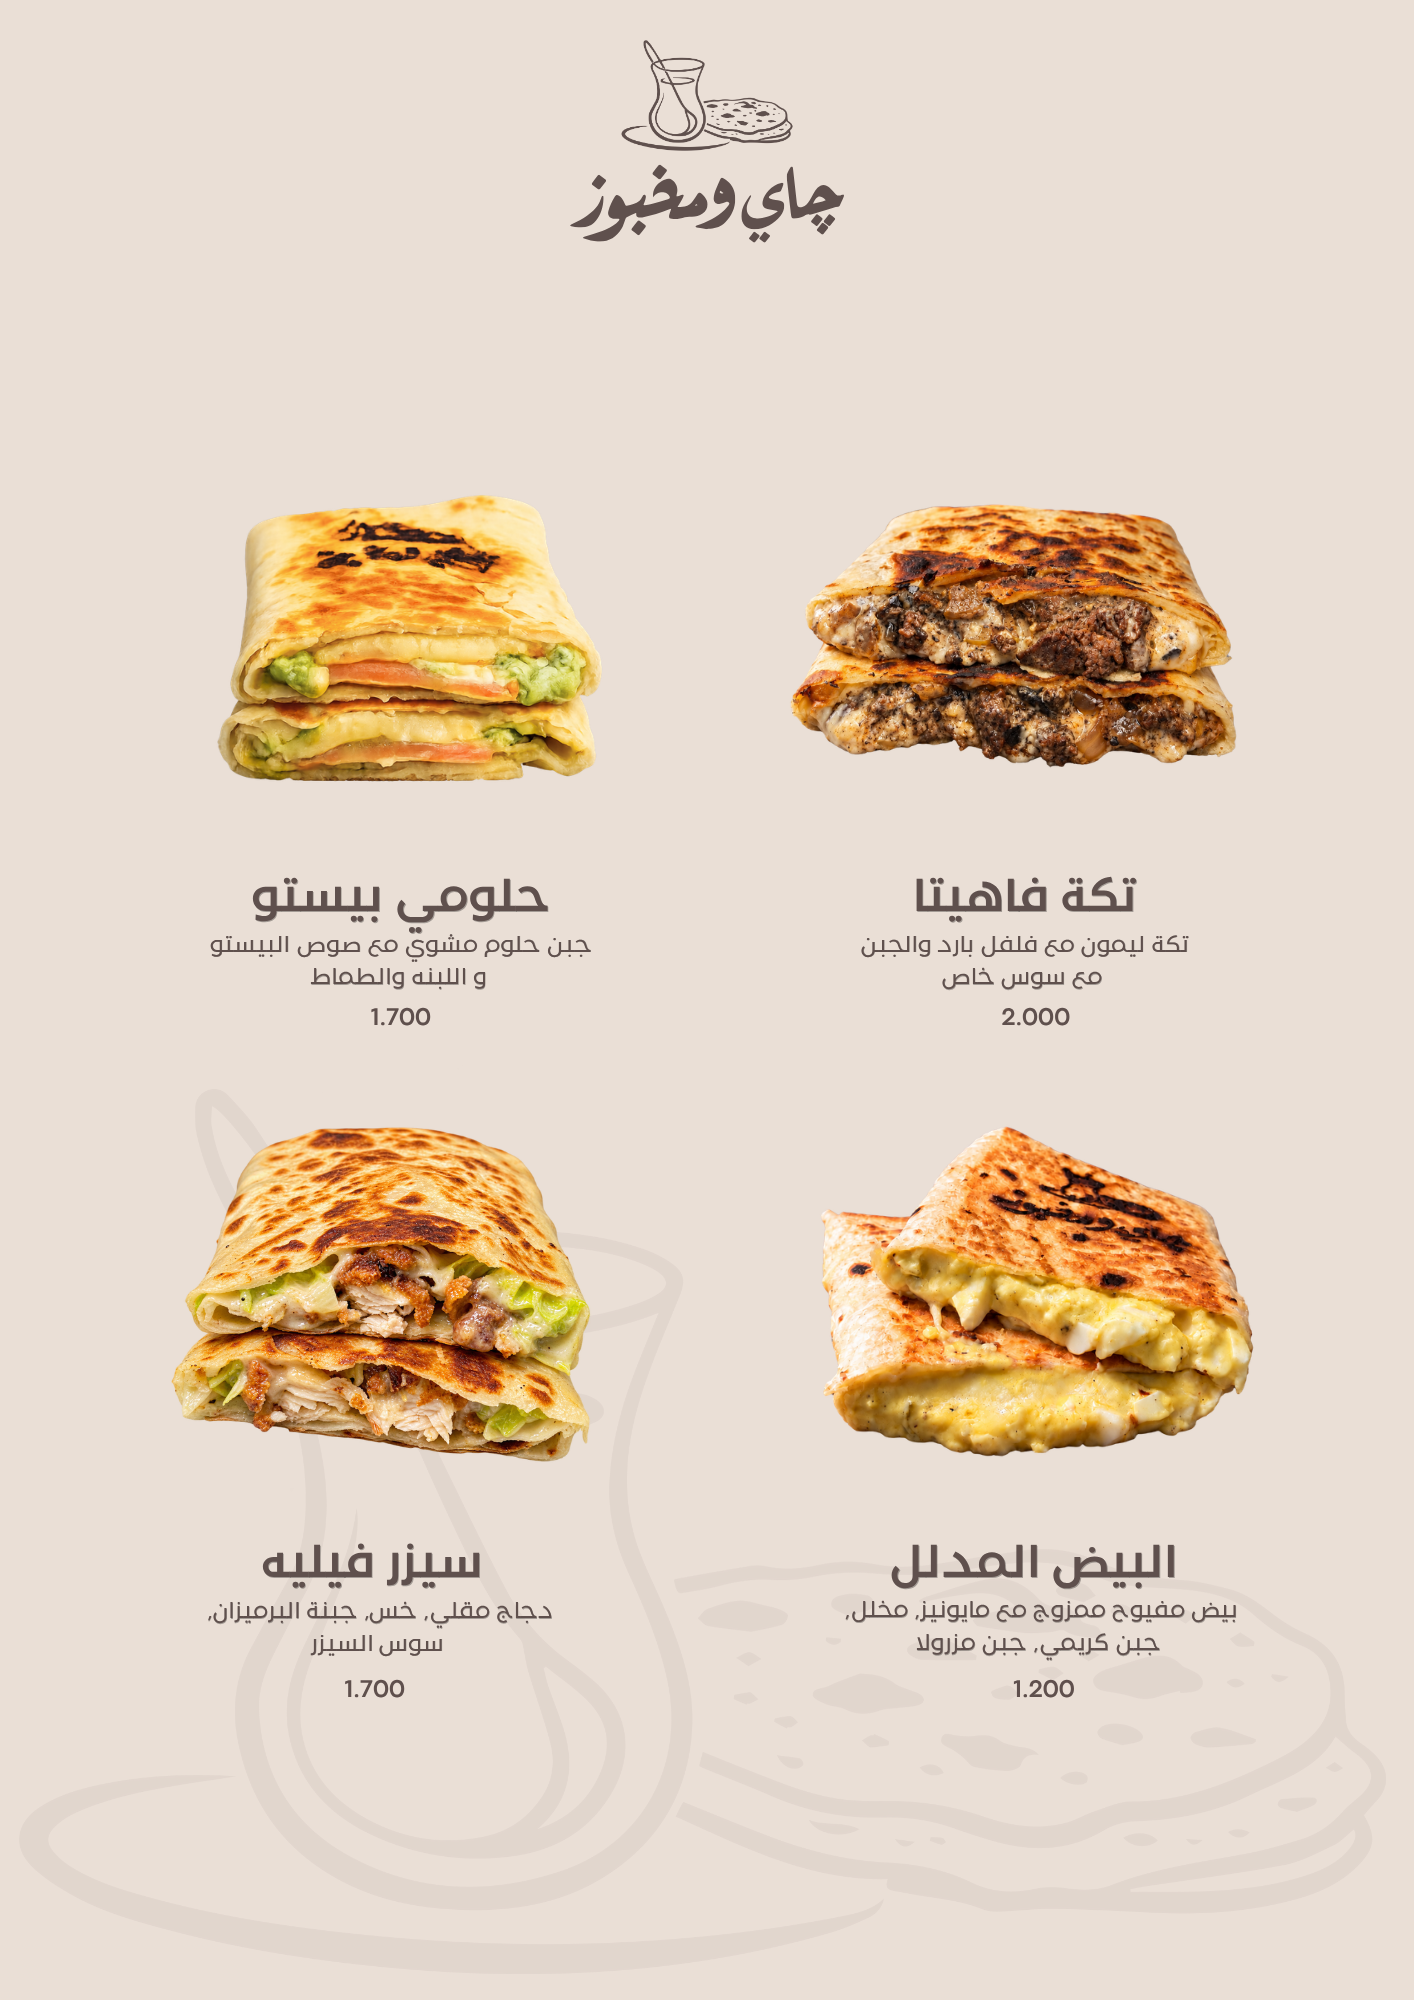 چاي ومخبوز
تكة فاهيتا
تكة ليمون مع فلفل بارد والجبن
مع سوس خاص
2.000
حلومي بيستو
جبن حلوم مشوي مع صوص البيستو
و اللبنه والطماط
1.700
البيض المدلل
بيض مفيوح ممزوج مع مايونيز, مخلل,
جبن كريمي, جبن مزرولا
1.200
سيزر فيليه
دجاج مقلي, خس, جبنة البرميزان,
سوس السيزر
1.700